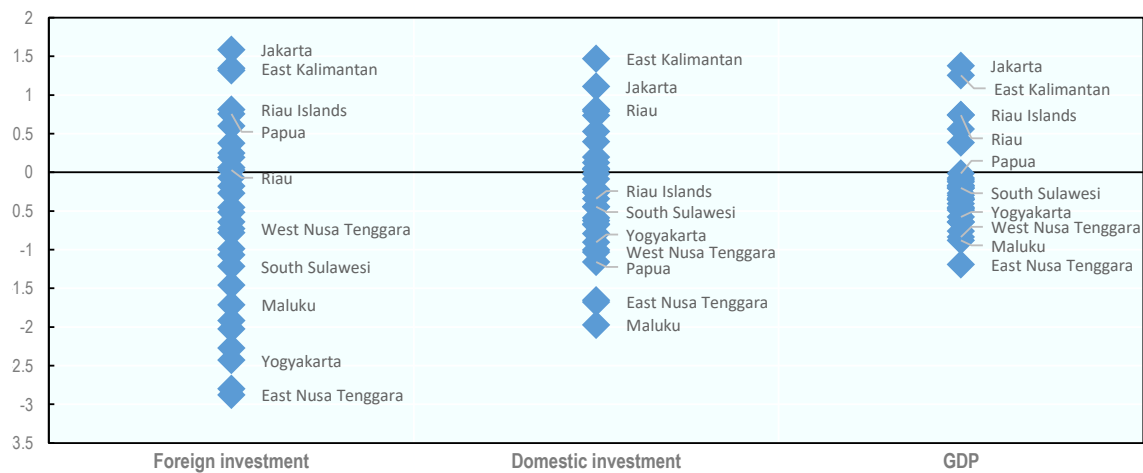 2
1.5
1
0.5
0
0.5
-1
1.5
-2
2.5
-3
3.5
Jakarta
East Kalimantan
Riau Islands
Papua
Riau
West Nusa Tenggara
South Sulawesi
Maluku
Yogyakarta
East Nusa Tenggara
East Kalimantan
Jakarta
Riau
Riau Islands
South Sulawesi
Yogyakarta
West Nusa Tenggara
Papua
East Nusa Tenggara
Maluku
Jakarta
East Kalimantan
Riau Islands
Riau
Papua
South Sulawesi
Yogyakarta
West Nusa Tenggara
Maluku
East Nusa Tenggara
Foreign investment
Domestic investment
GDP